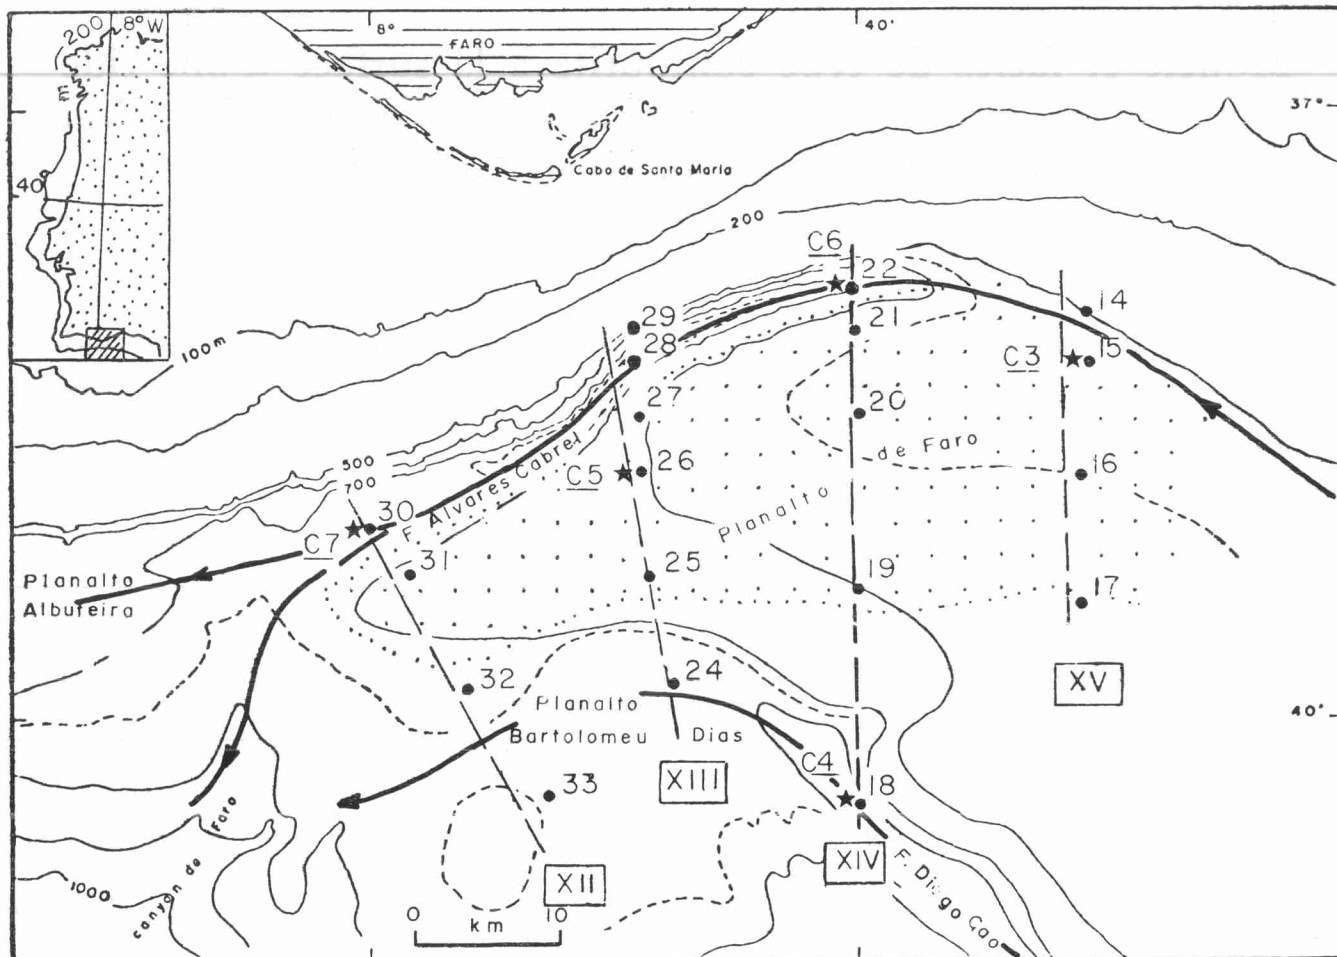 200
m
8° W
40
8°
40'
37°
FARO
Cabo de Santa Maria
200
100m
500
700
C6
22
21
20
de Faro
Planalto
19
14
C3
15
16
17
XV
40'
29
28
27
C5
26
25
24
F. Alvares Cabrel
C7
30
31
32
33
Planalto
Albufeira
Planalto
Bartolomeu Dias
XIII
C4
18
XIV
F. Diogo Çao
XII
1000
canyon de Faro
0 10
km